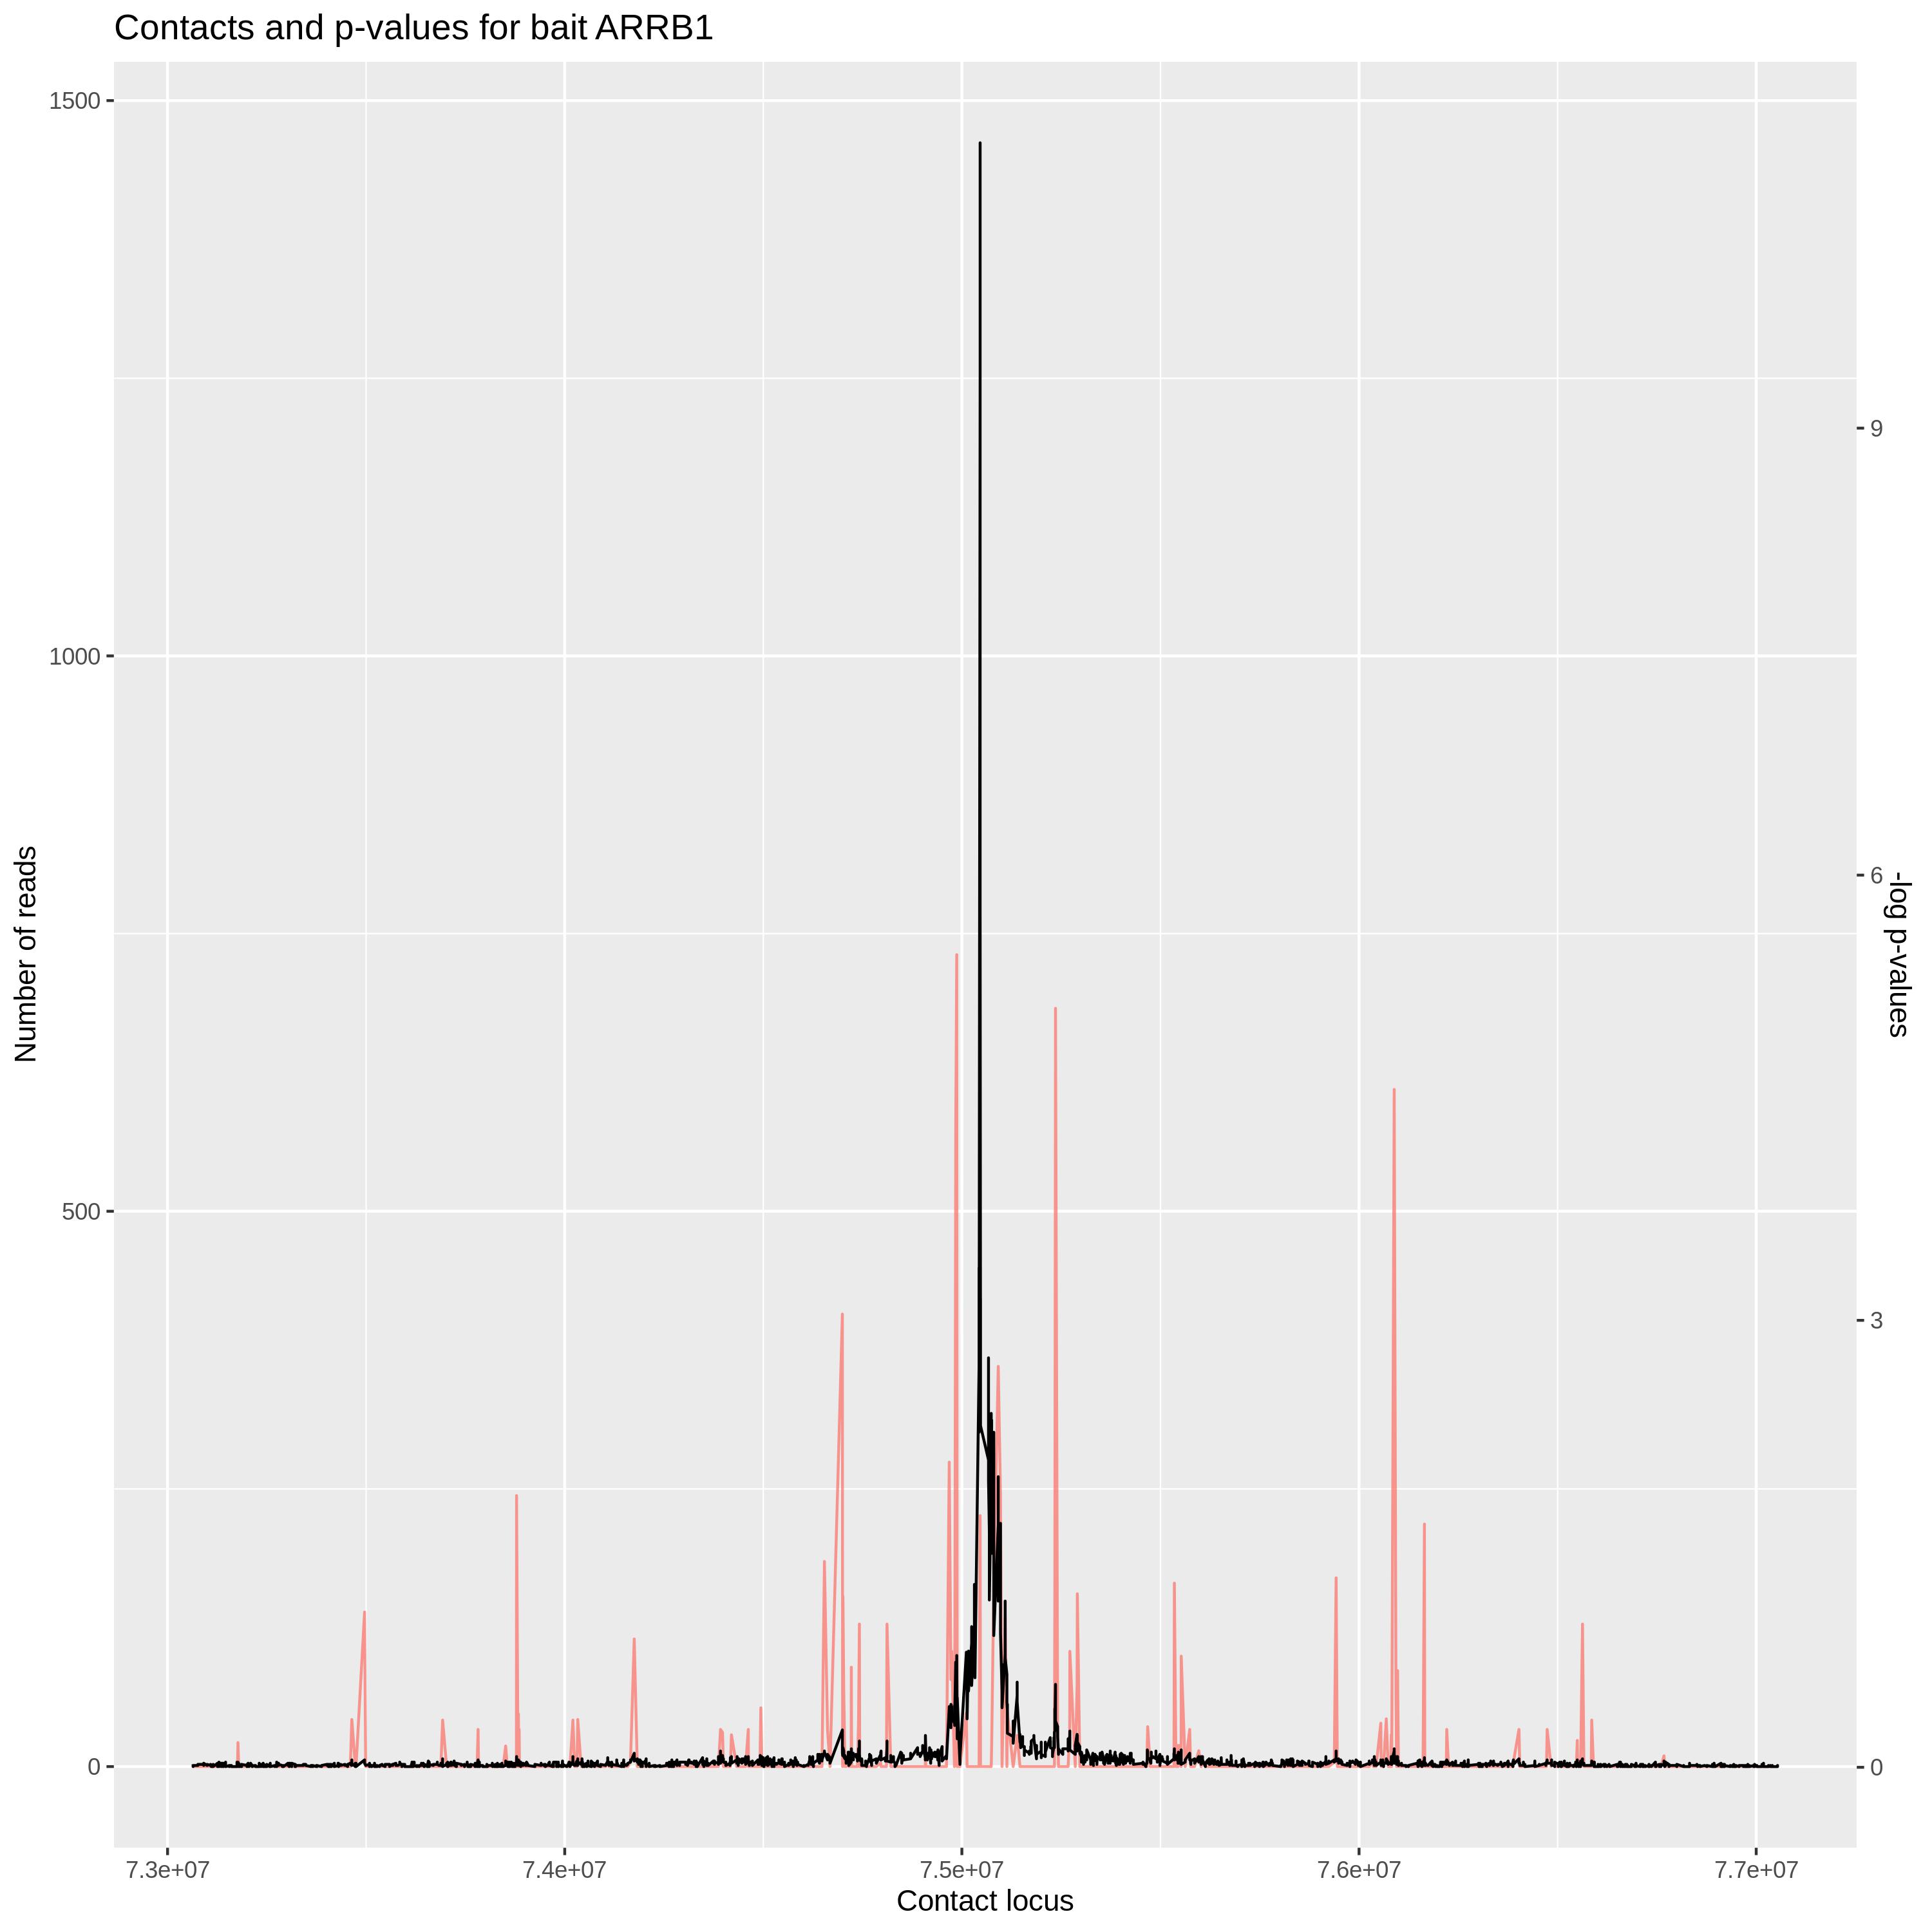 Contacts and p-values for bait ARRB1
1500
1000
500
0
Number of reads
9
6
3
0
-log p-values
7.3e+07
7.4e+07
7.5e+07
7.6e+07
7.7e+07
Contact locus